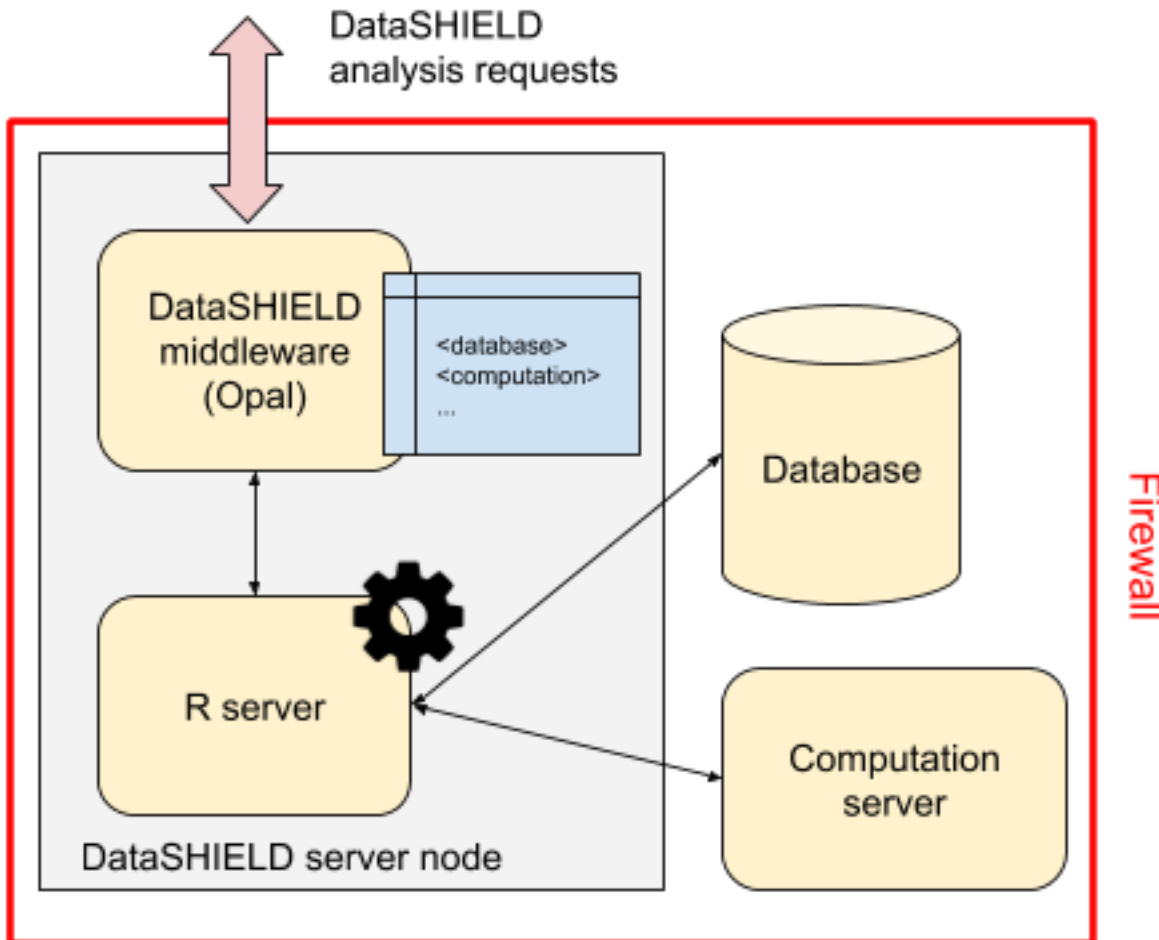 DataSHIELD
analysis requests
DataSHIELD
middleware
(Opal)
<database>
<computation>
...
Database
Firewall
R server
Computation
server
DataSHIELD server node